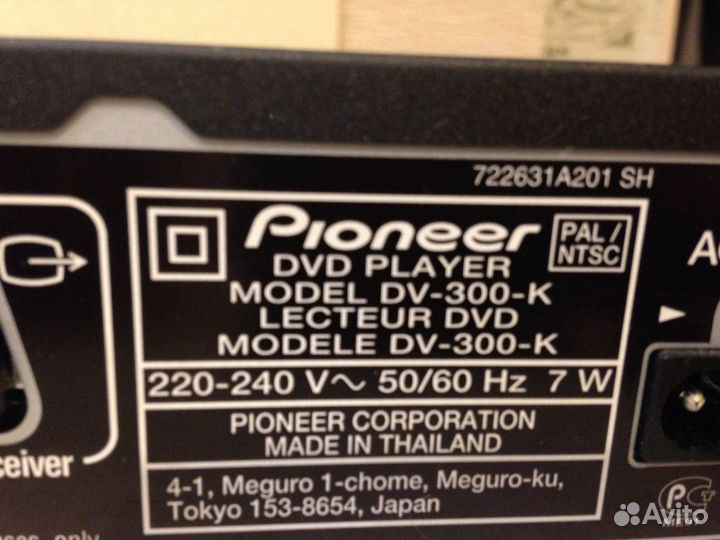 722631A201 SH
Pioneer
PAL/
NTSC
DVD PLAYER
MODEL DV-300-K
LECTEUR DVD
MODELE DV-300-K
220-240 V~ 50/60 Hz 7 W
PIONEER CORPORATION
MADE IN THAILAND
4-1, Meguro 1-chome, Meguro-ku,
Tokyo 153-8654, Japan
only
Avito